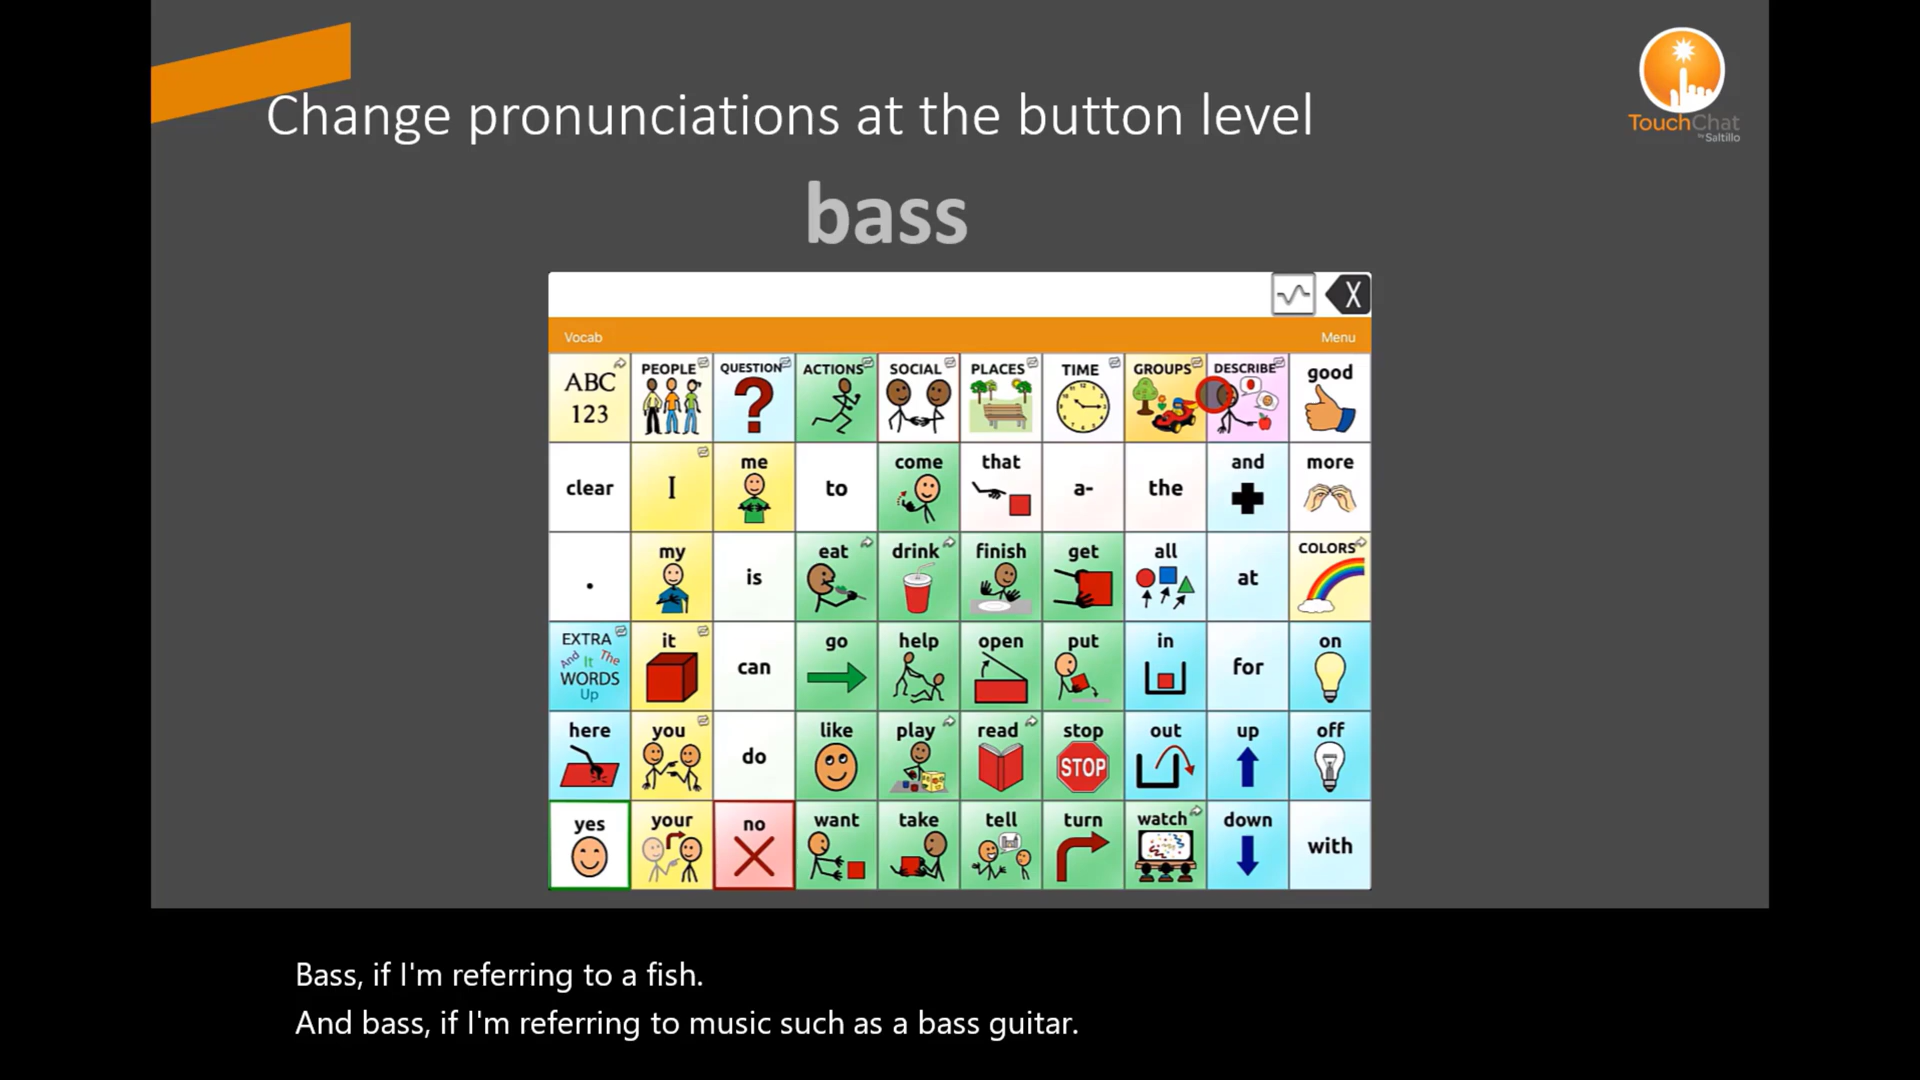 Change pronunciations at the button level
TouchChat
by Saltillo
bass
X
Vocab
Menu
ABC 123
PEOPLE
QUESTION
ACTIONS
SOCIAL
PLACES
TIME
GROUPS
DESCRIBE
good
clear
I
me
to
come
that
a-
the
and
more
.
my
is
eat
drink
finish
get
all
at
COLORS
EXTRA
And It The
WORDS
Up
it
can
go
help
open
put
in
for
on
here
you
do
like
play
read
stop
STOP
out
up
off
yes
your
no
want
take
tell
turn
watch
down
with
Bass, if I'm referring to a fish.
And bass, if I'm referring to music such as a bass guitar.